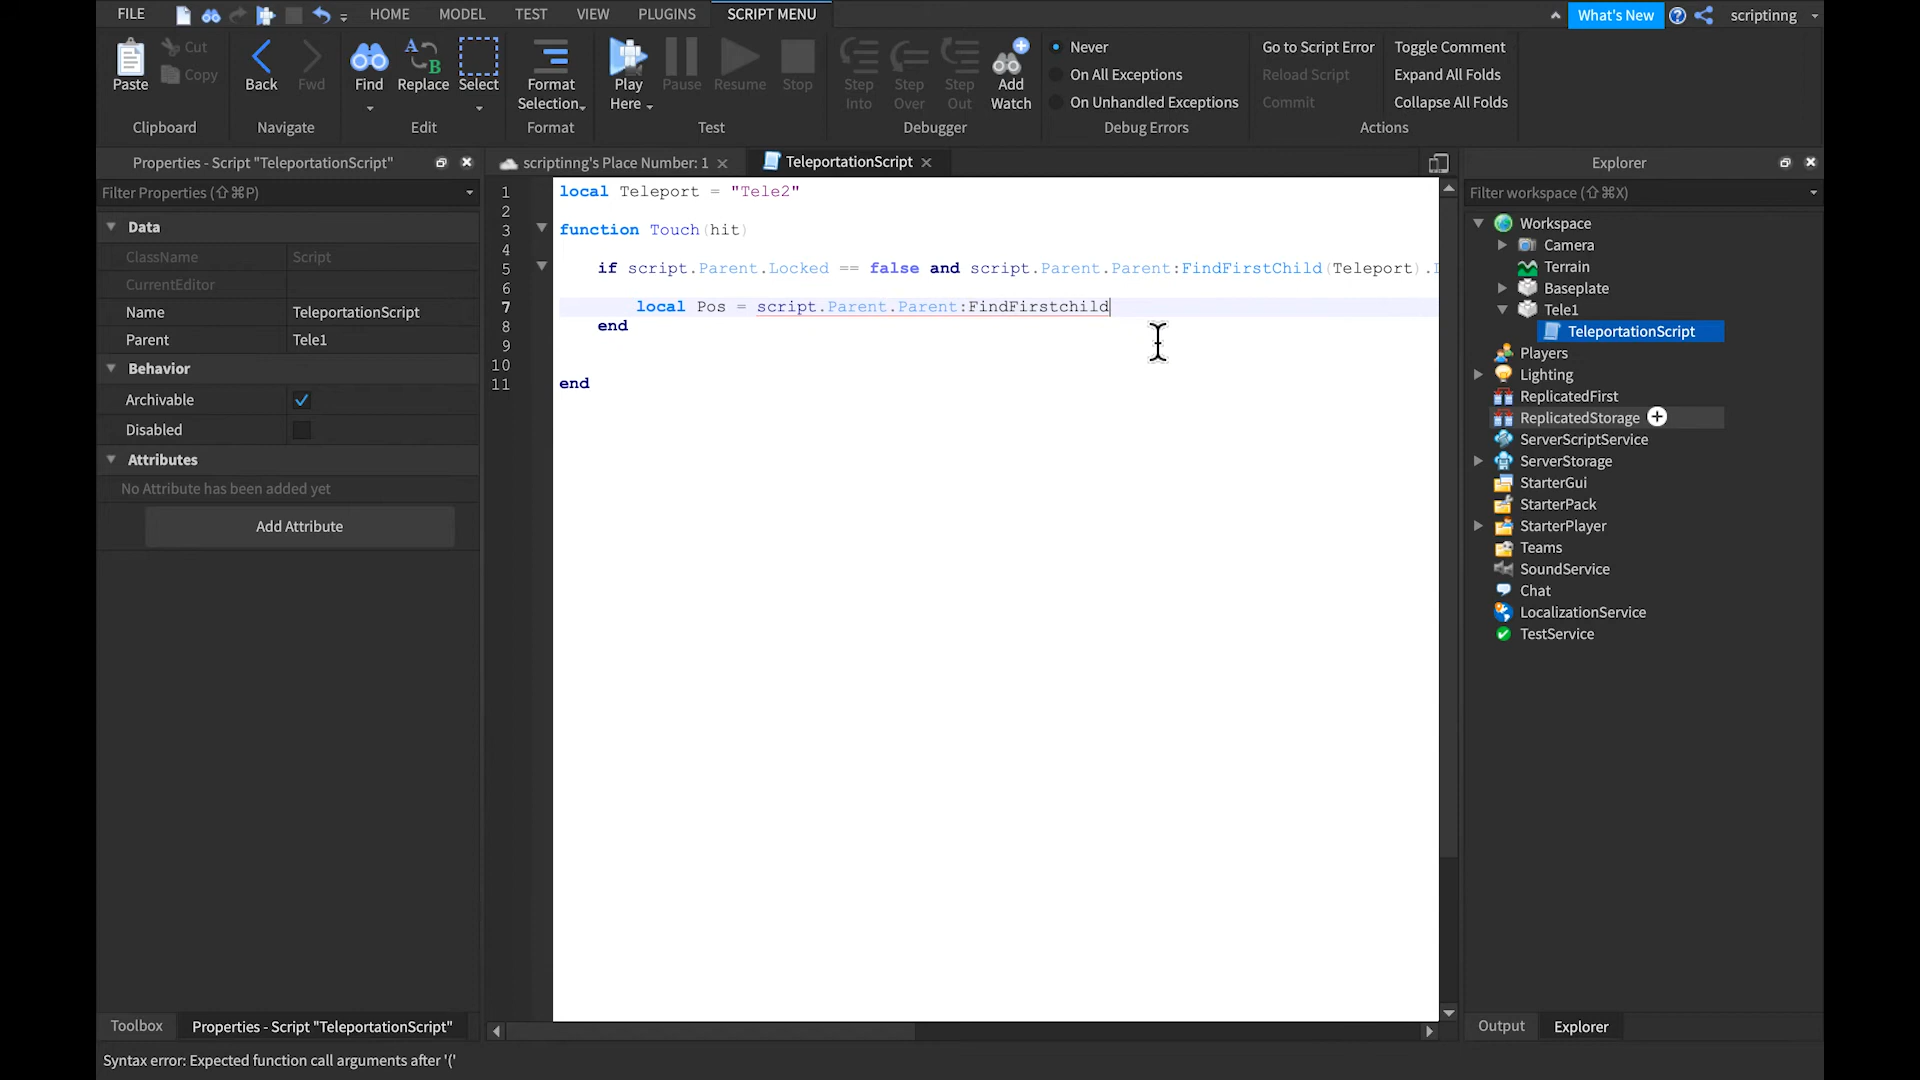 FILE HOME MODEL TEST VIEW PLUGINS SCRIPT MENU What's New scriptinng
Paste Cut Copy
Back Fwd
Find Replace Select
Format Selection
Play Here Pause Resume Stop
Step Into Step Over Step Out Add Watch
Never
On All Exceptions
On Unhandled Exceptions
Go to Script Error
Reload Script
Commit
Toggle Comment
Expand All Folds
Collapse All Folds
Clipboard Navigate Edit Format Test Debugger Debug Errors Actions
Properties - Script "TeleportationScript"
Filter Properties (⇧⌘P)
Data
ClassName Script
CurrentEditor
Name TeleportationScript
Parent Tele1
Behavior
Archivable
Disabled
Attributes
No Attribute has been added yet
Add Attribute
scriptinng's Place Number: 1 TeleportationScript
1 local Teleport = "Tele2"
2
3 function Touch(hit)
4
5 if script.Parent.Locked == false and script.Parent.Parent:FindFirstChild(Teleport).
6
7 local Pos = script.Parent.Parent:FindFirstchild
8 end
9
10
11 end
Explorer
Filter workspace (⇧⌘X)
Workspace
Camera
Terrain
Baseplate
Tele1
TeleportationScript
Players
Lighting
ReplicatedFirst
ReplicatedStorage
ServerScriptService
ServerStorage
StarterGui
StarterPack
StarterPlayer
Teams
SoundService
Chat
LocalizationService
TestService
Toolbox Properties - Script "TeleportationScript"
Output Explorer
Syntax error: Expected function call arguments after '('